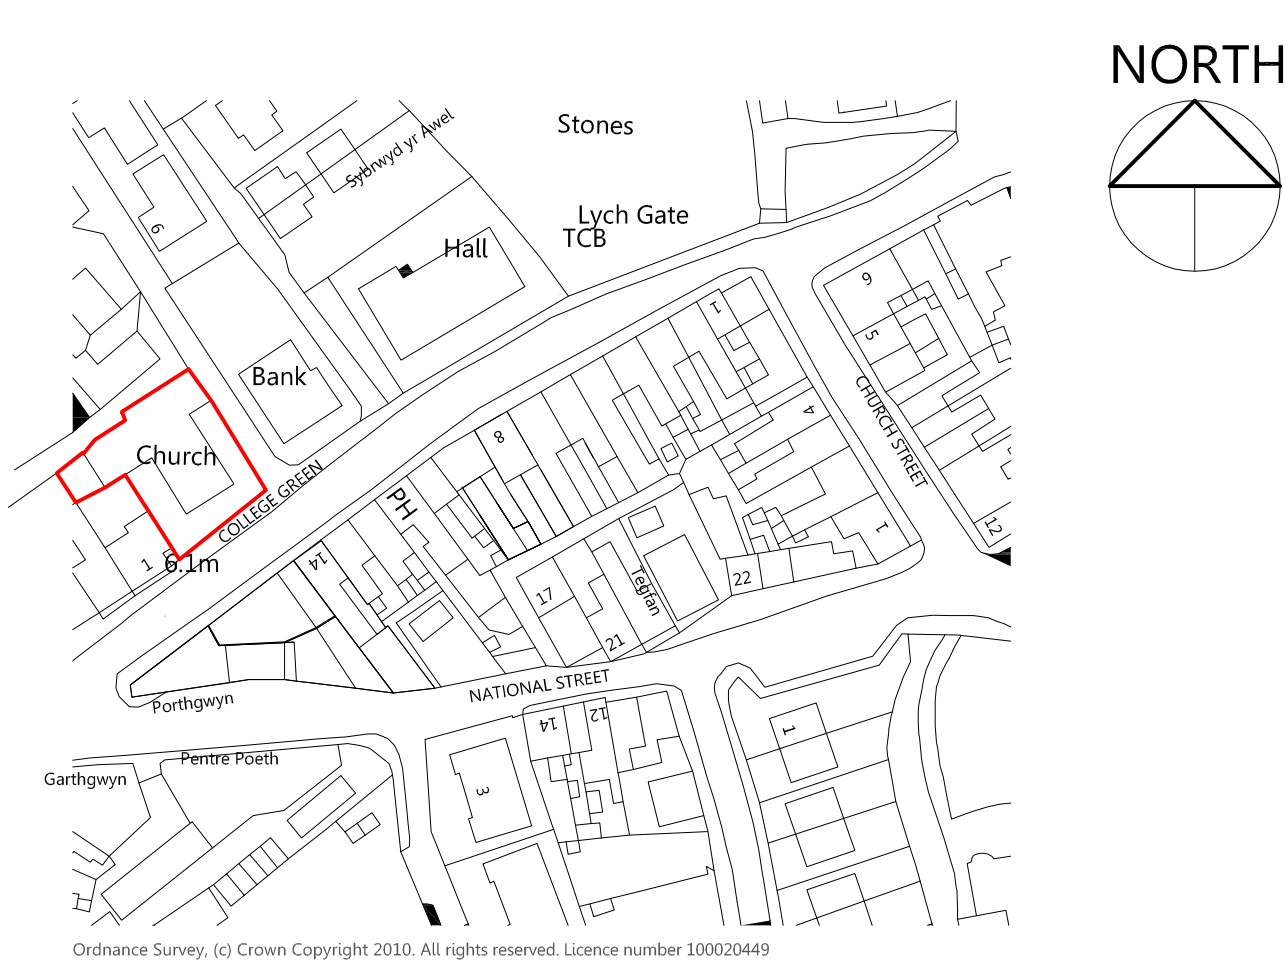 NORTH
Stones
Sybrwyd yr Awel
Lych Gate
TCB
6
Hall
9
1
5
Bank
4
CHURCH STREET
8
Church
COLLEGE GREEN
PH
12
1
14
1
6.1m
22
17
Tegfan
21
NATIONAL STREET
Porthgwyn
14
12
1
Pentre Poeth
Garthgwyn
3
Ordnance Survey, (c) Crown Copyright 2010. All rights reserved. Licence number 100020449